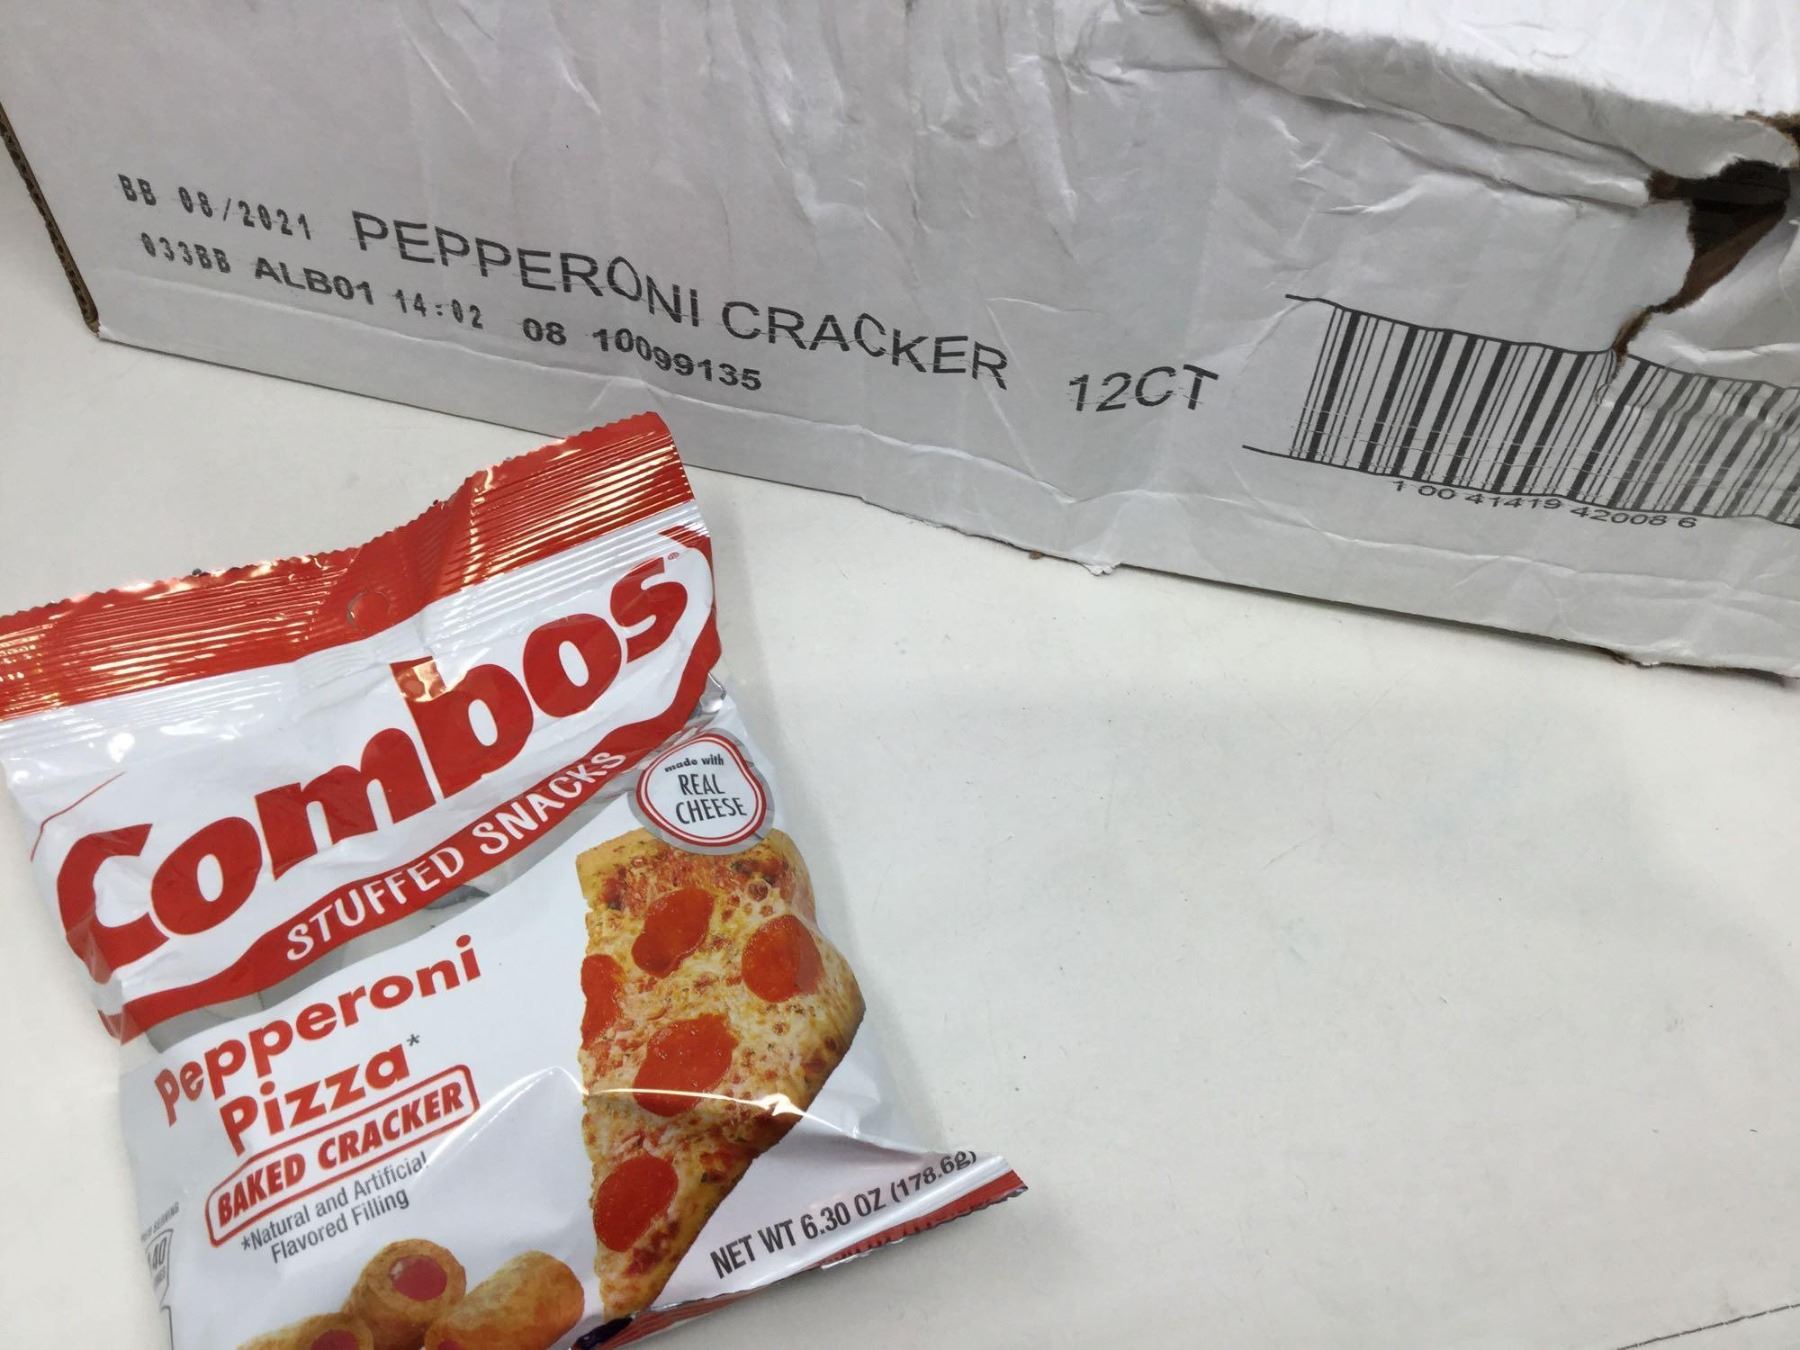 BB 08/2021 PEPPERONI CRACKER 12CT
033BB ALB01 14:02 08 10099135
1 00 41419 42008 6
Combos®
STUFFED SNACKS
made with
REAL
CHEESE
Pepperoni
Pizza*
BAKED CRACKER
*Natural and Artificial
Flavored Filling
NET WT 6.30 OZ (178.6g)